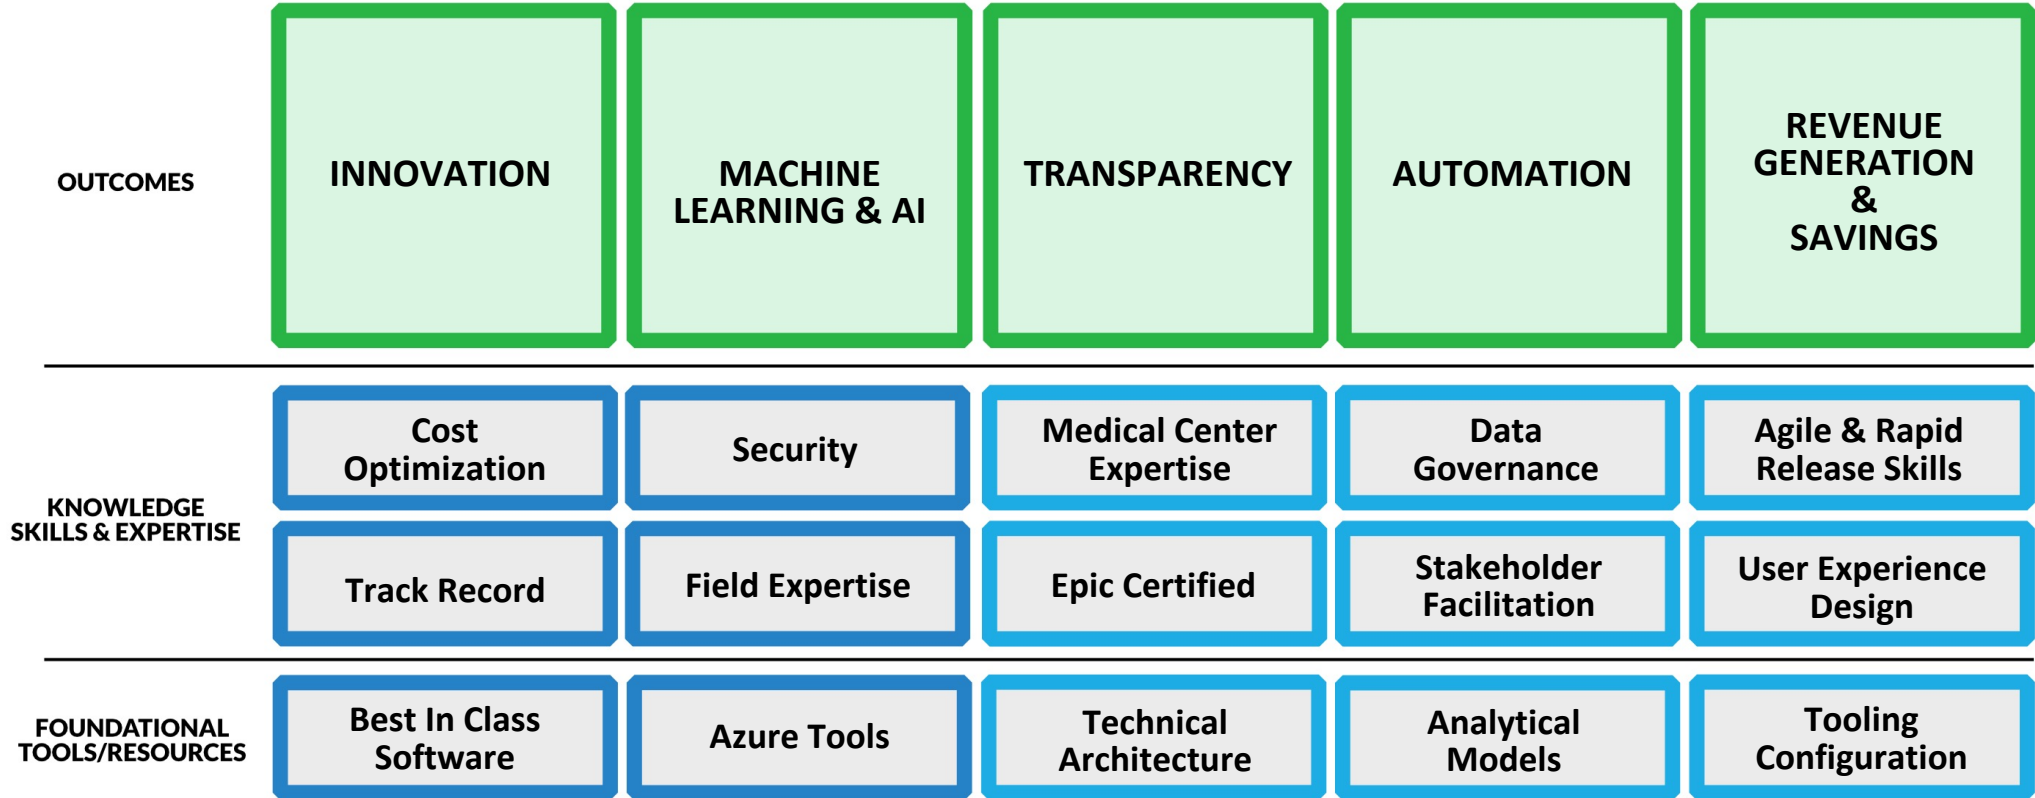 OUTCOMES
INNOVATION
MACHINE
LEARNING & AI
TRANSPARENCY
AUTOMATION
REVENUE
GENERATION
&
SAVINGS
KNOWLEDGE
SKILLS & EXPERTISE
Cost
Optimization
Security
Medical Center
Expertise
Data
Governance
Agile & Rapid
Release Skills
Track Record
Field Expertise
Epic Certified
Stakeholder
Facilitation
User Experience
Design
FOUNDATIONAL
TOOLS/RESOURCES
Best In Class
Software
Azure Tools
Technical
Architecture
Analytical
Models
Tooling
Configuration